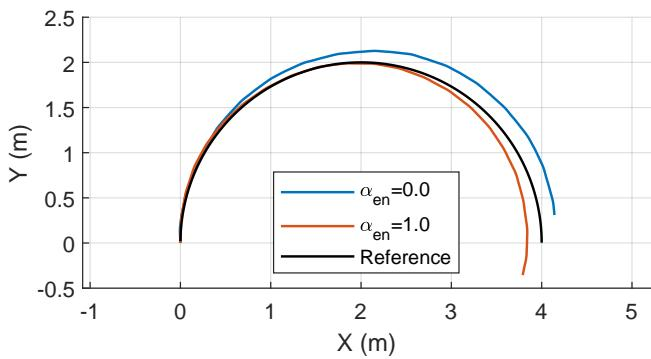 2.5
2
1.5
1
0.5
0
-0.5
Y (m)
α_en=0.0
α_en=1.0
Reference
-1 0 1 2 3 4 5
X (m)